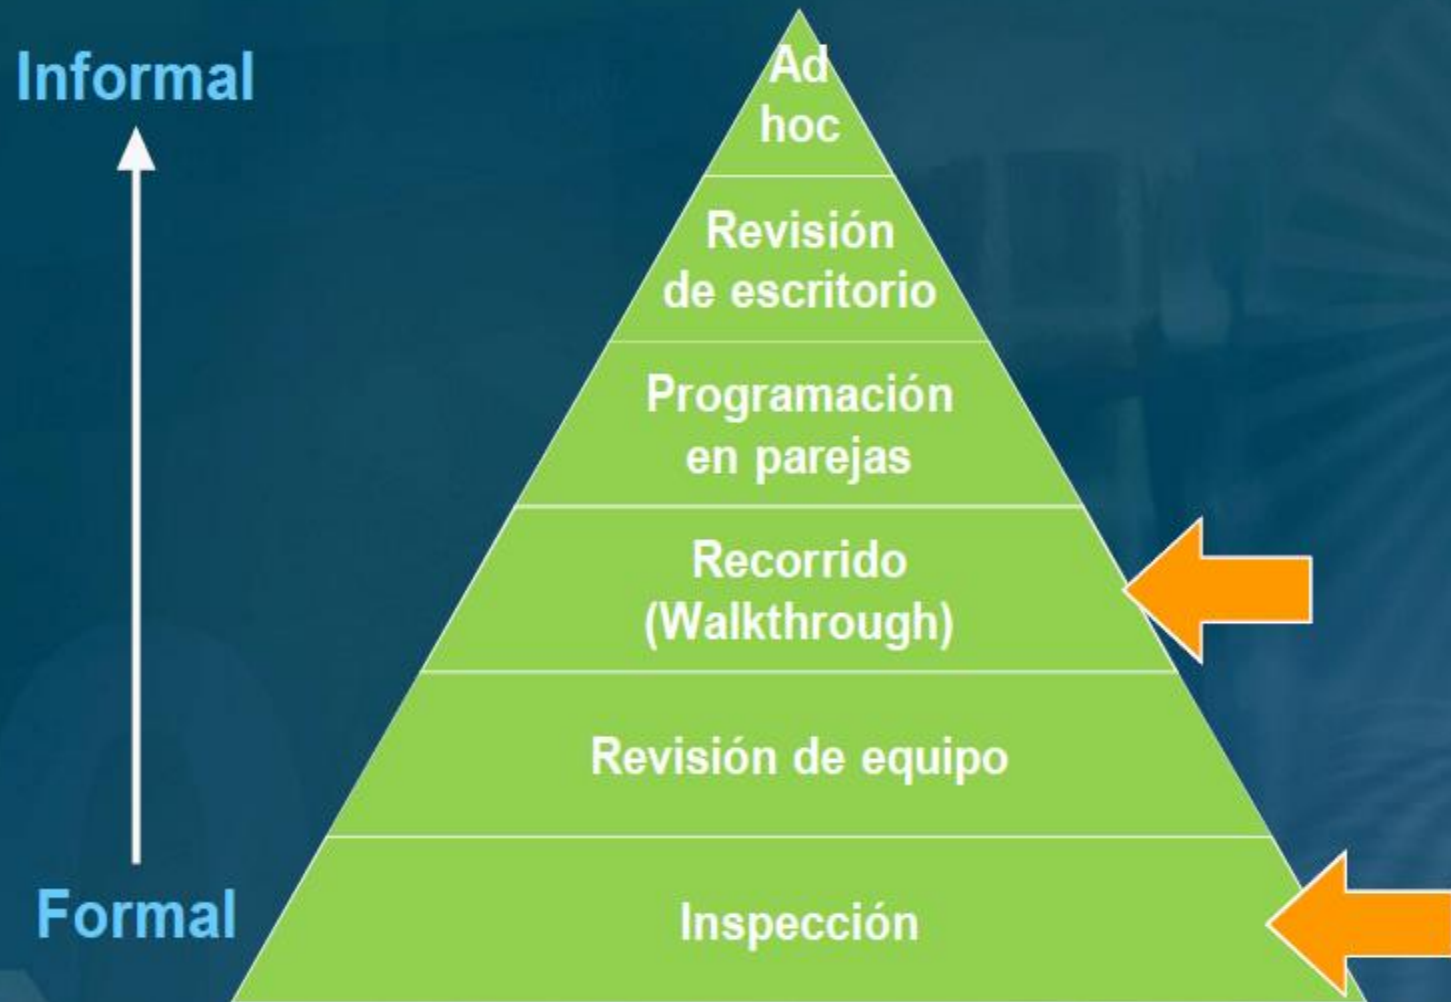 Informal
Ad
hoc
Revisión
de escritorio
Programación
en parejas
Recorrido
(Walkthrough)
Revisión de equipo
Formal
Inspección